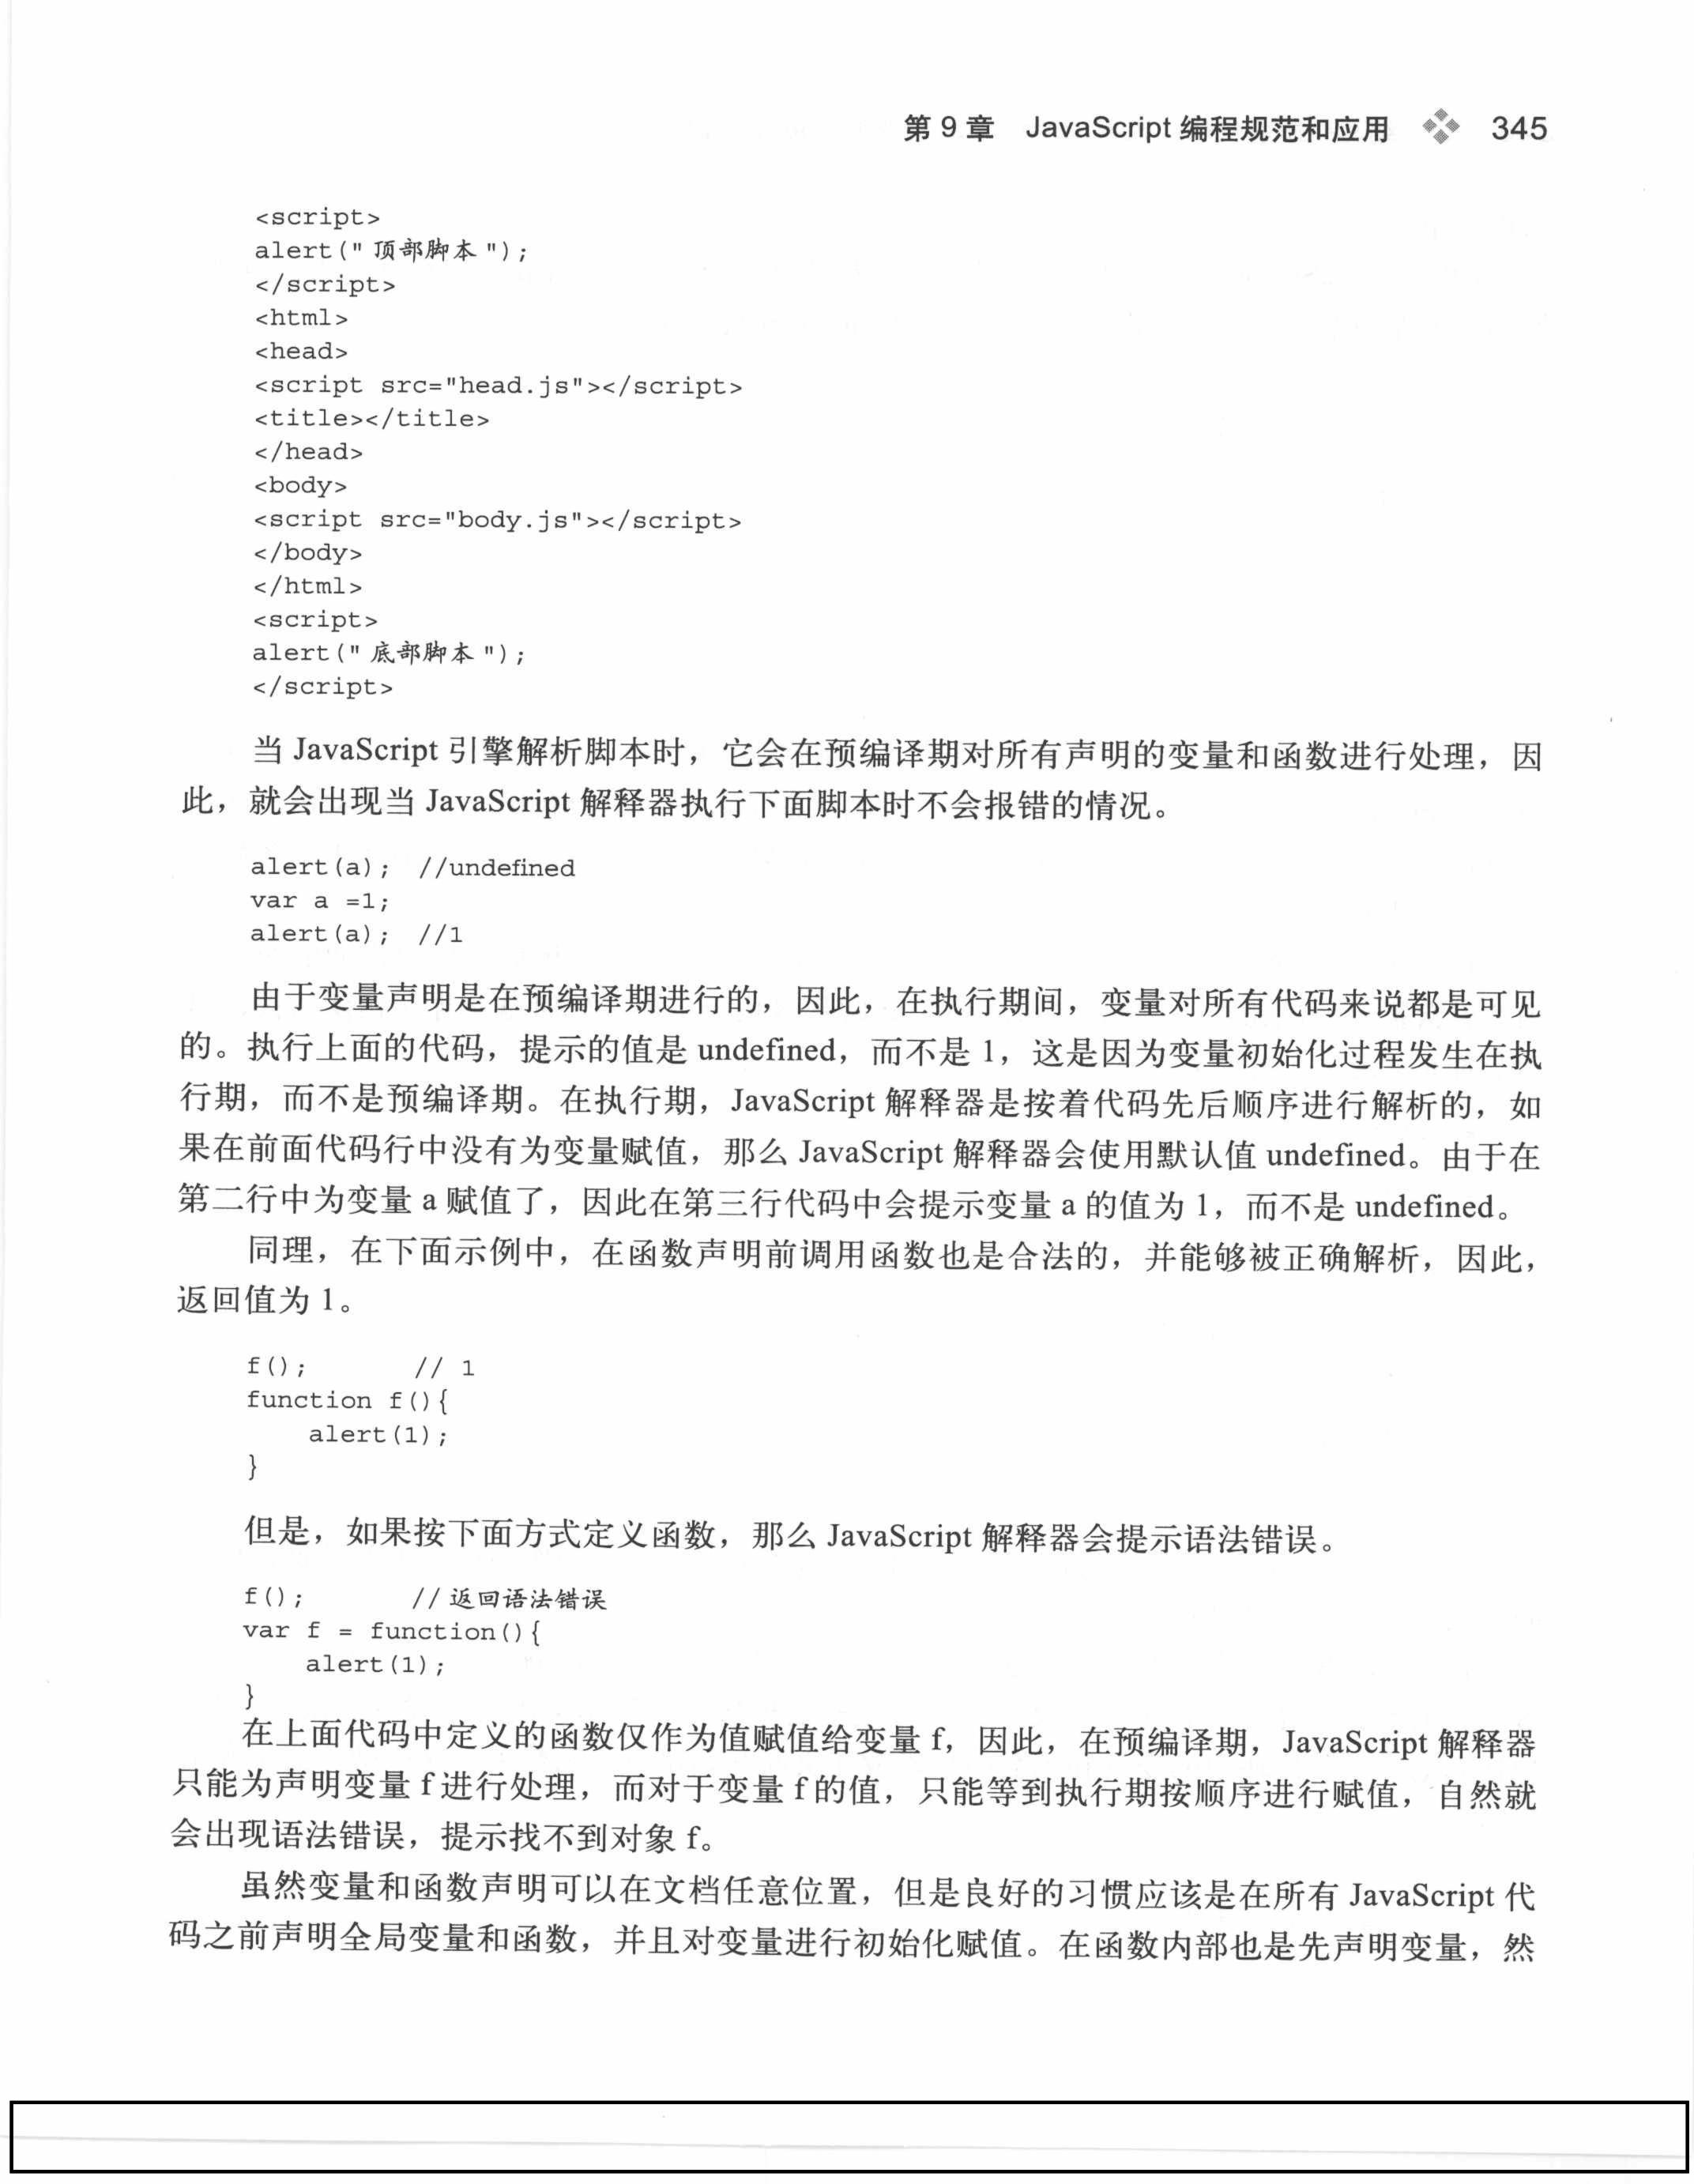 第 9 章 JavaScript 编程规范和应用 345
<script>
alert(" 顶部脚本 ");
</script>
<html>
<head>
<script src="head.js"></script>
<title></title>
</head>
<body>
<script src="body.js"></script>
</body>
</html>
<script>
alert(" 底部脚本 ");
</script>
当 JavaScript 引擎解析脚本时，它会在预编译期对所有声明的变量和函数进行处理，因
此，就会出现当 JavaScript 解释器执行下面脚本时不会报错的情况。
alert(a); //undefined
var a =1;
alert(a); //1
由于变量声明是在预编译期进行的，因此，在执行期间，变量对所有代码来说都是可见
的。执行上面的代码，提示的值是 undefined，而不是 1，这是因为变量初始化过程发生在执
行期，而不是预编译期。在执行期，JavaScript 解释器是按着代码先后顺序进行解析的，如
果在前面代码行中没有为变量赋值，那么 JavaScript 解释器会使用默认值 undefined。由于在
第二行中为变量 a 赋值了，因此在第三行代码中会提示变量 a 的值为 1，而不是 undefined。
同理，在下面示例中，在函数声明前调用函数也是合法的，并能够被正确解析，因此，
返回值为 1。
f(); // 1
function f(){
alert(1);
}
但是，如果按下面方式定义函数，那么 JavaScript 解释器会提示语法错误。
f(); // 返回语法错误
var f = function(){
alert(1);
}
在上面代码中定义的函数仅作为值赋值给变量 f，因此，在预编译期，JavaScript 解释器
只能为声明变量 f 进行处理，而对于变量 f 的值，只能等到执行期按顺序进行赋值，自然就
会出现语法错误，提示找不到对象 f。
虽然变量和函数声明可以在文档任意位置，但是良好的习惯应该是在所有 JavaScript 代
码之前声明全局变量和函数，并且对变量进行初始化赋值。在函数内部也是先声明变量，然